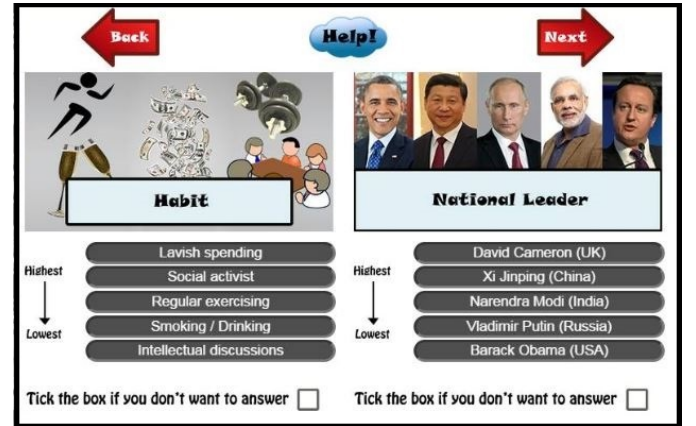 Back
Help!
Next
Habit
National Leader
Highest
Lowest
Lavish spending
Social activist
Regular exercising
Smoking / Drinking
Intellectual discussions
Highest
Lowest
David Cameron (UK)
Xi Jinping (China)
Narendra Modi (India)
Vladimir Putin (Russia)
Barack Obama (USA)
Tick the box if you don't want to answer
Tick the box if you don't want to answer